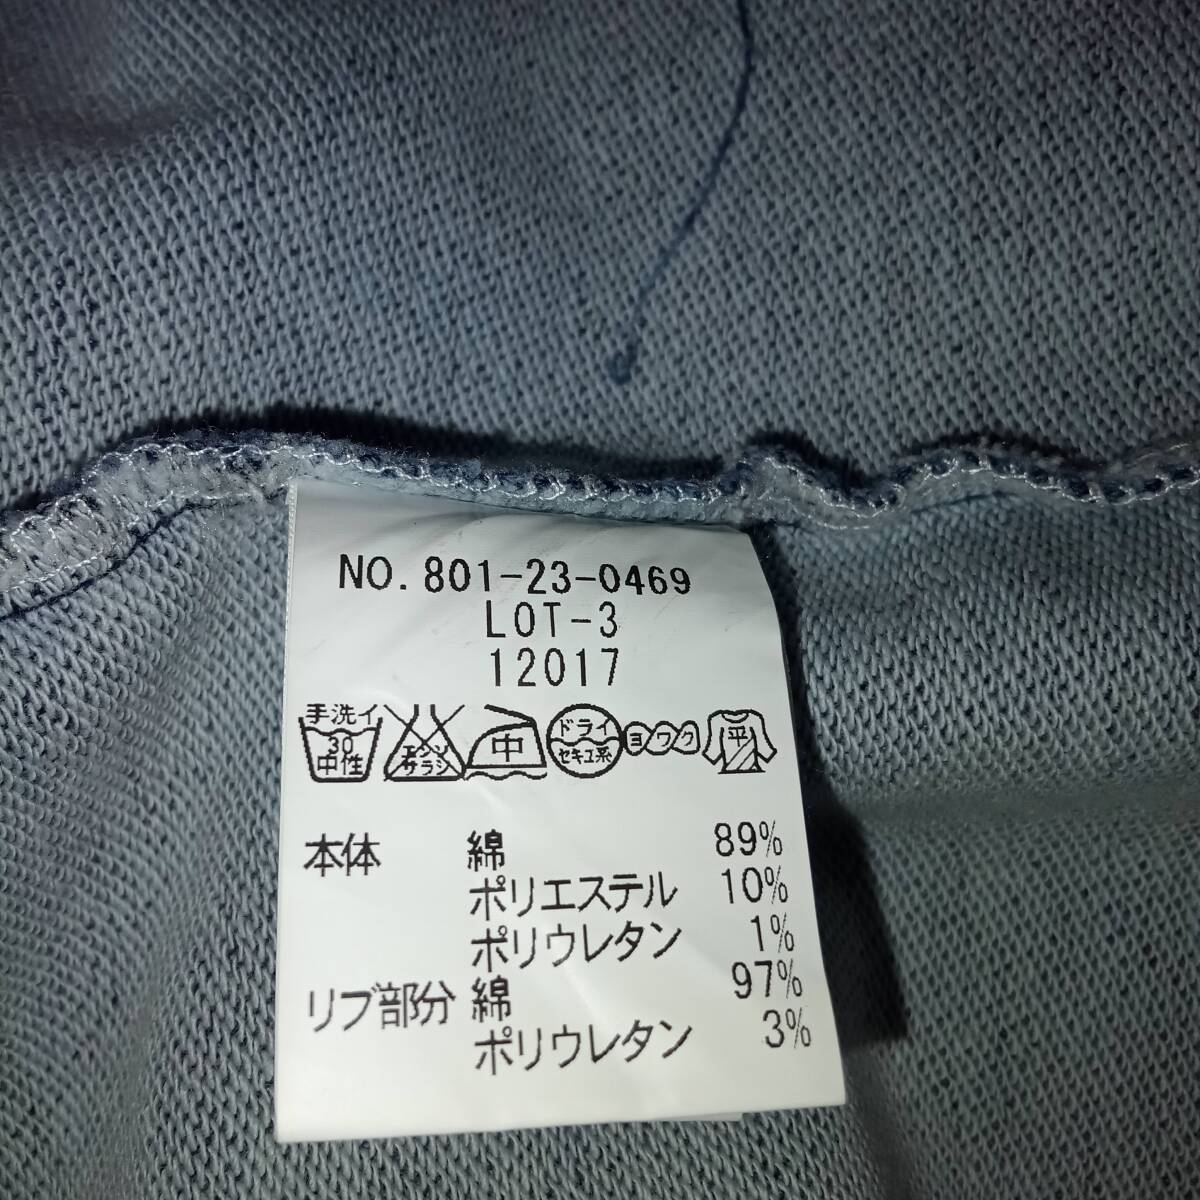 NO. 801-23-0469
LOT-3
12017
手洗イ
30
中性
エンソ
サラシ
中
ドライ
セキユ系
ヨワク
平
本体 綿 89%
ポリエステル 10%
ポリウレタン 1%
リブ部分 綿 97%
ポリウレタン 3%